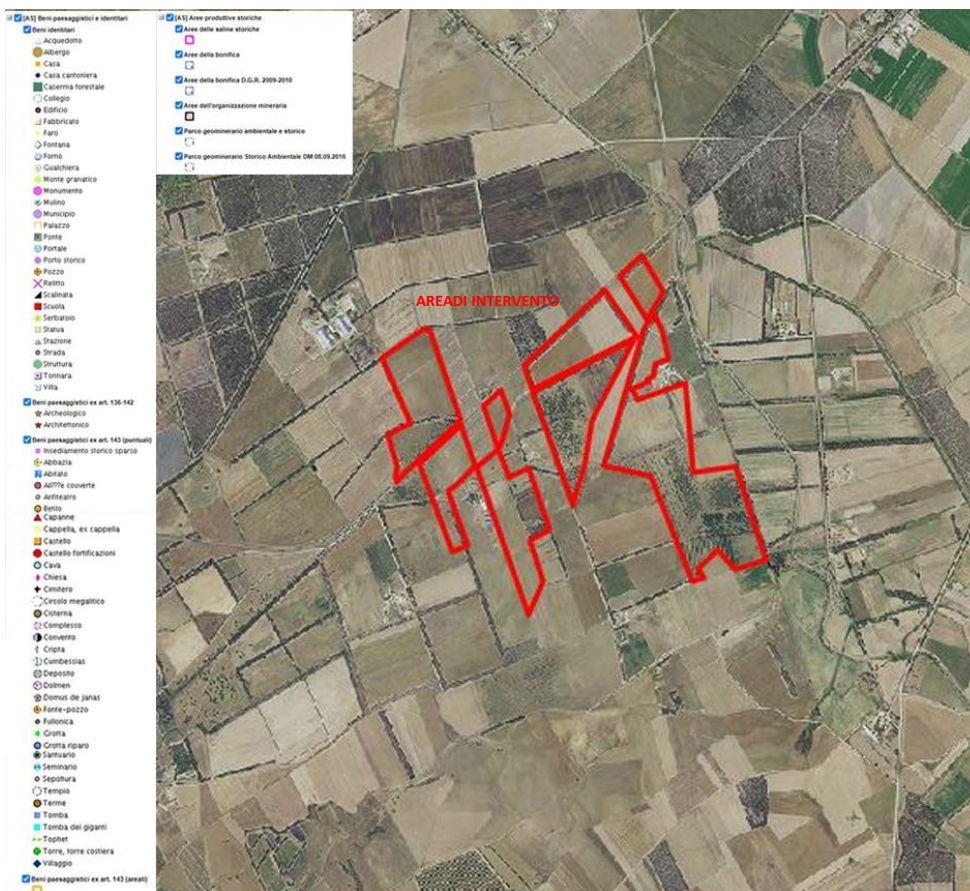 [A5] Beni paesaggistici e identitari
Beni identitari
Acquedotto
Albergo
Casa
Casa cantoniera
Caserma forestale
Collegio
Edificio
Fabbricato
Faro
Fontana
Forno
Gualchiera
Monte granatico
Monumento
Mulino
Municipio
Palazzo
Ponte
Portale
Porto storico
Pozzo
Relitto
Scalinata
Scuola
Serbatoio
Statua
Stazione
Strada
Struttura
Tonnara
Villa
Beni paesaggistici ex art. 136-142
Archeologico
Architettonico
Beni paesaggistici ex art. 143 (puntuali)
Insediamento storico sparso
Abbazia
Abitato
All???e couverte
Anfiteatro
Betilo
Capanne
Cappella, ex cappella
Castello
Castello fortificazioni
Cava
Chiesa
Cimitero
Circolo megalitico
Cisterna
Complesso
Convento
Cripta
Cumbessias
Deposito
Dolmen
Domus de janas
Fonte-pozzo
Fullonica
Grotta
Grotta riparo
Santuario
Seminario
Sepoltura
Tempio
Terme
Tomba
Tomba dei giganti
Tophet
Torre, torre costiera
Villaggio
Beni paesaggistici ex art. 143 (areali)
[A5] Aree produttive storiche
Aree delle saline storiche
Aree della bonifica
Aree della bonifica D.G.R. 2009-2010
Aree dell'organizzazione mineraria
Parco geominerario ambientale e storico
Parco geominerario Storico Ambientale DM 08.09.2016
AREADI INTERVENTO